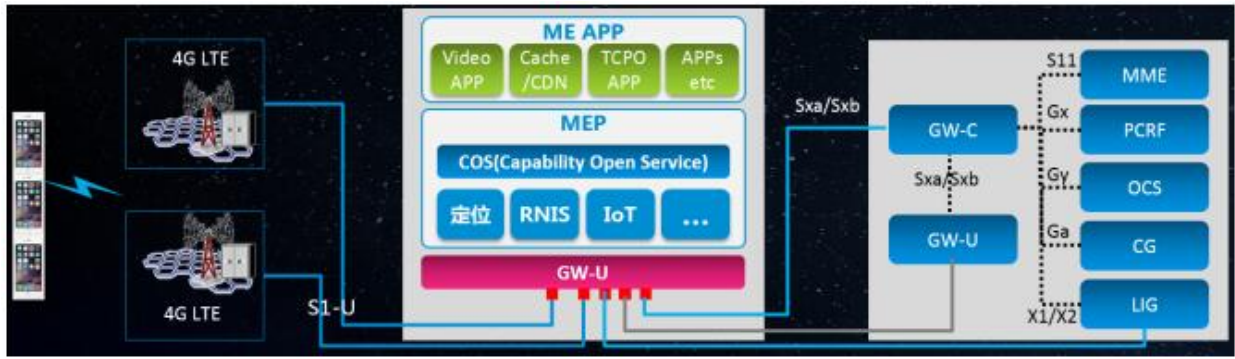 4G LTE
4G LTE
S1-U
ME APP
Video
APP
Cache
/CDN
TCPO
APP
APPs
etc
MEP
COS(Capability Open Service)
定位
RNIS
IoT
...
GW-U
Sxa/Sxb
GW-C
Sxa/Sxb
GW-U
S11
MME
Gx
PCRF
Gy
OCS
Ga
CG
X1/X2
LIG